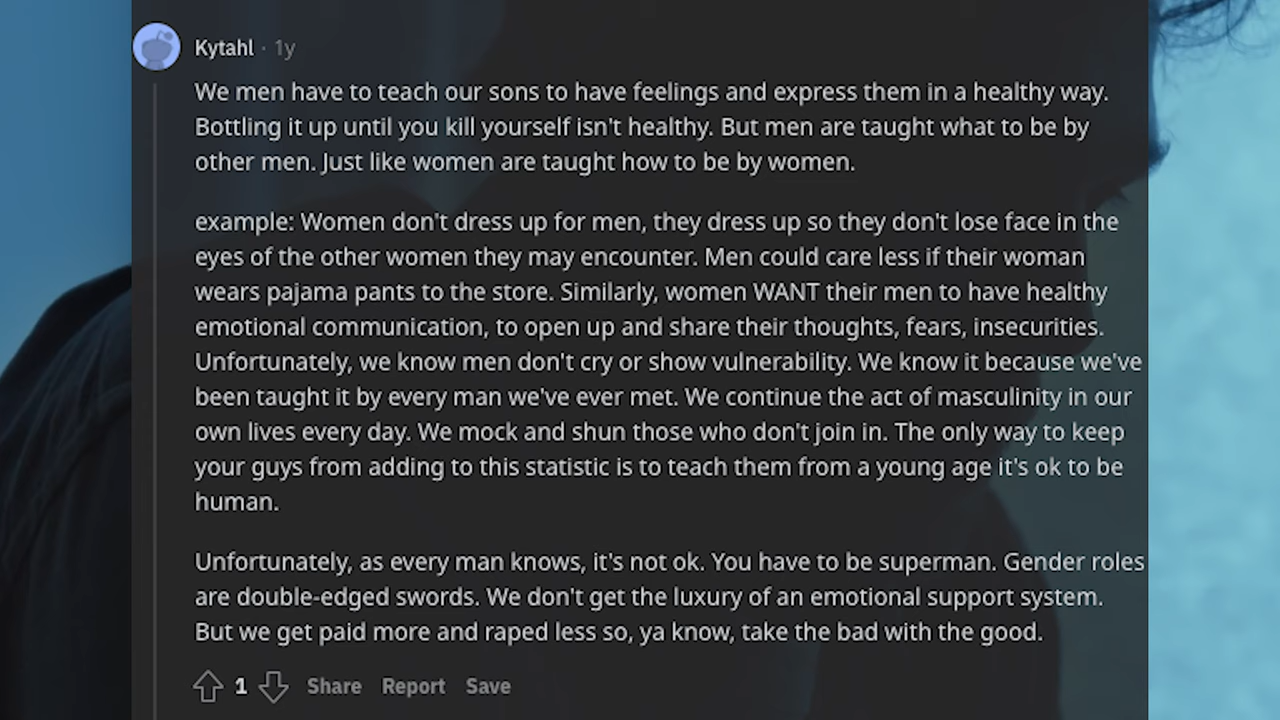 Kytahl · 1y
We men have to teach our sons to have feelings and express them in a healthy way.
Bottling it up until you kill yourself isn't healthy. But men are taught what to be by
other men. Just like women are taught how to be by women.
example: Women don't dress up for men, they dress up so they don't lose face in the
eyes of the other women they may encounter. Men could care less if their woman
wears pajama pants to the store. Similarly, women WANT their men to have healthy
emotional communication, to open up and share their thoughts, fears, insecurities.
Unfortunately, we know men don't cry or show vulnerability. We know it because we've
been taught it by every man we've ever met. We continue the act of masculinity in our
own lives every day. We mock and shun those who don't join in. The only way to keep
your guys from adding to this statistic is to teach them from a young age it's ok to be
human.
Unfortunately, as every man knows, it's not ok. You have to be superman. Gender roles
are double-edged swords. We don't get the luxury of an emotional support system.
But we get paid more and raped less so, ya know, take the bad with the good.
1 Share Report Save